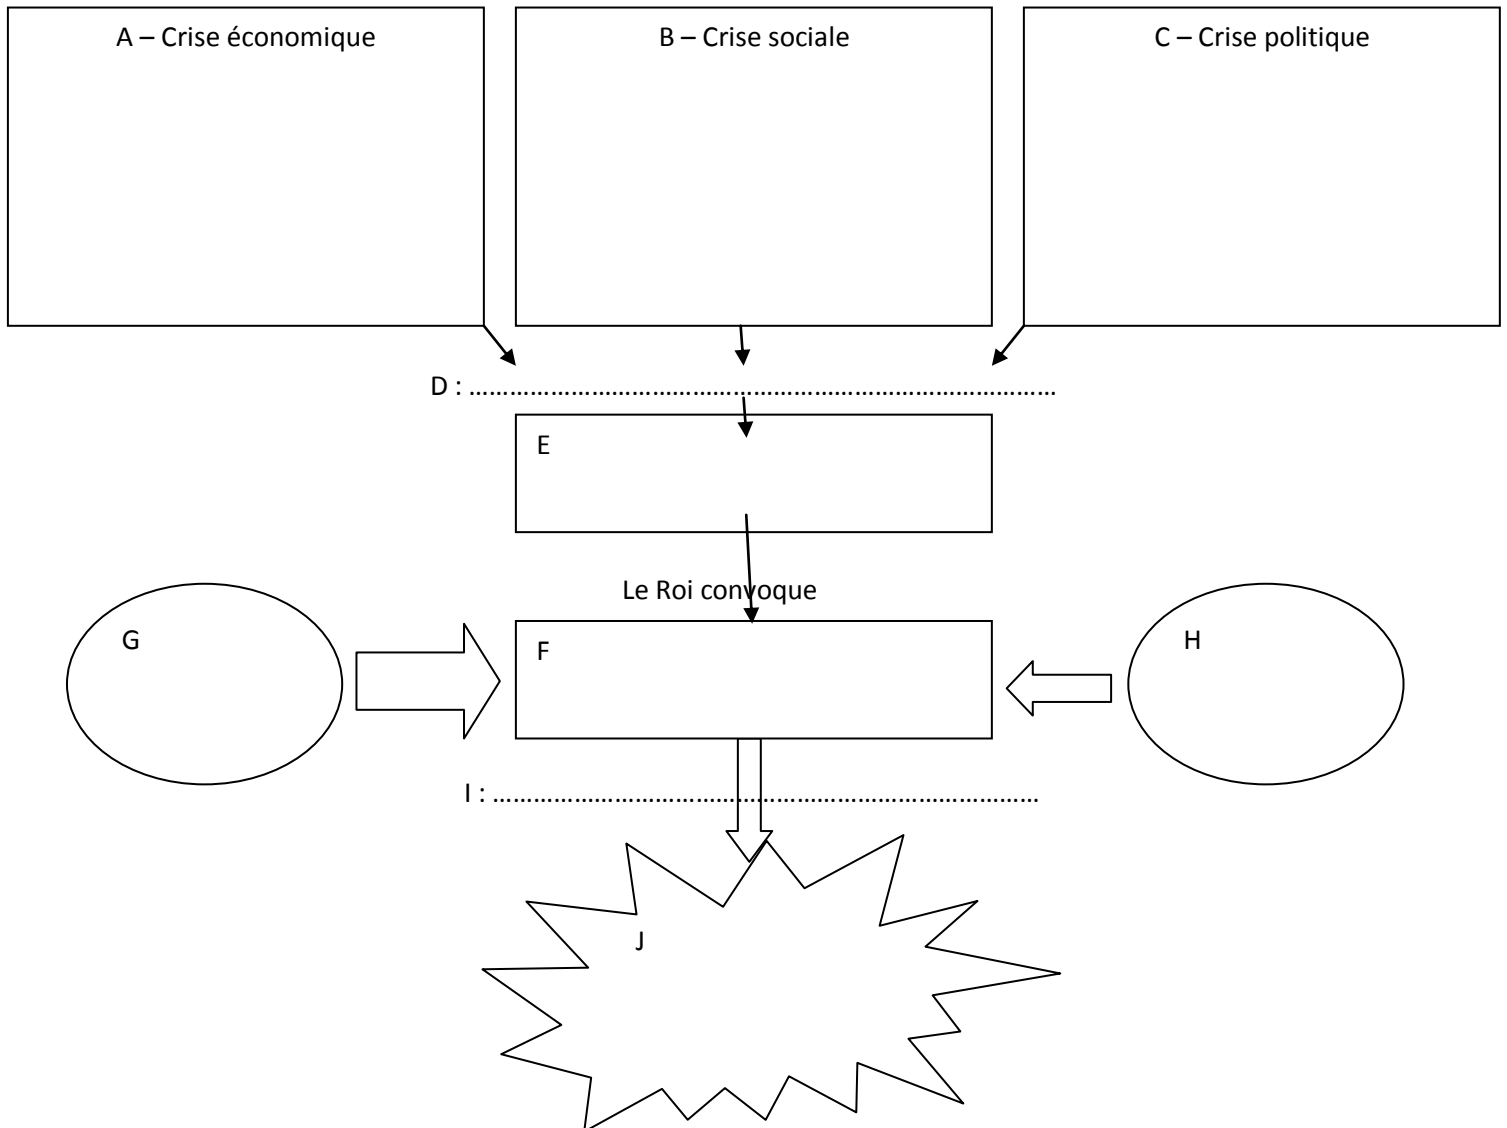 A – Crise économique
B – Crise sociale
C – Crise politique
D : ……………………………………………………………………………
E
Le Roi convoque
G
F
H
I : ………………………………………………………………………
J